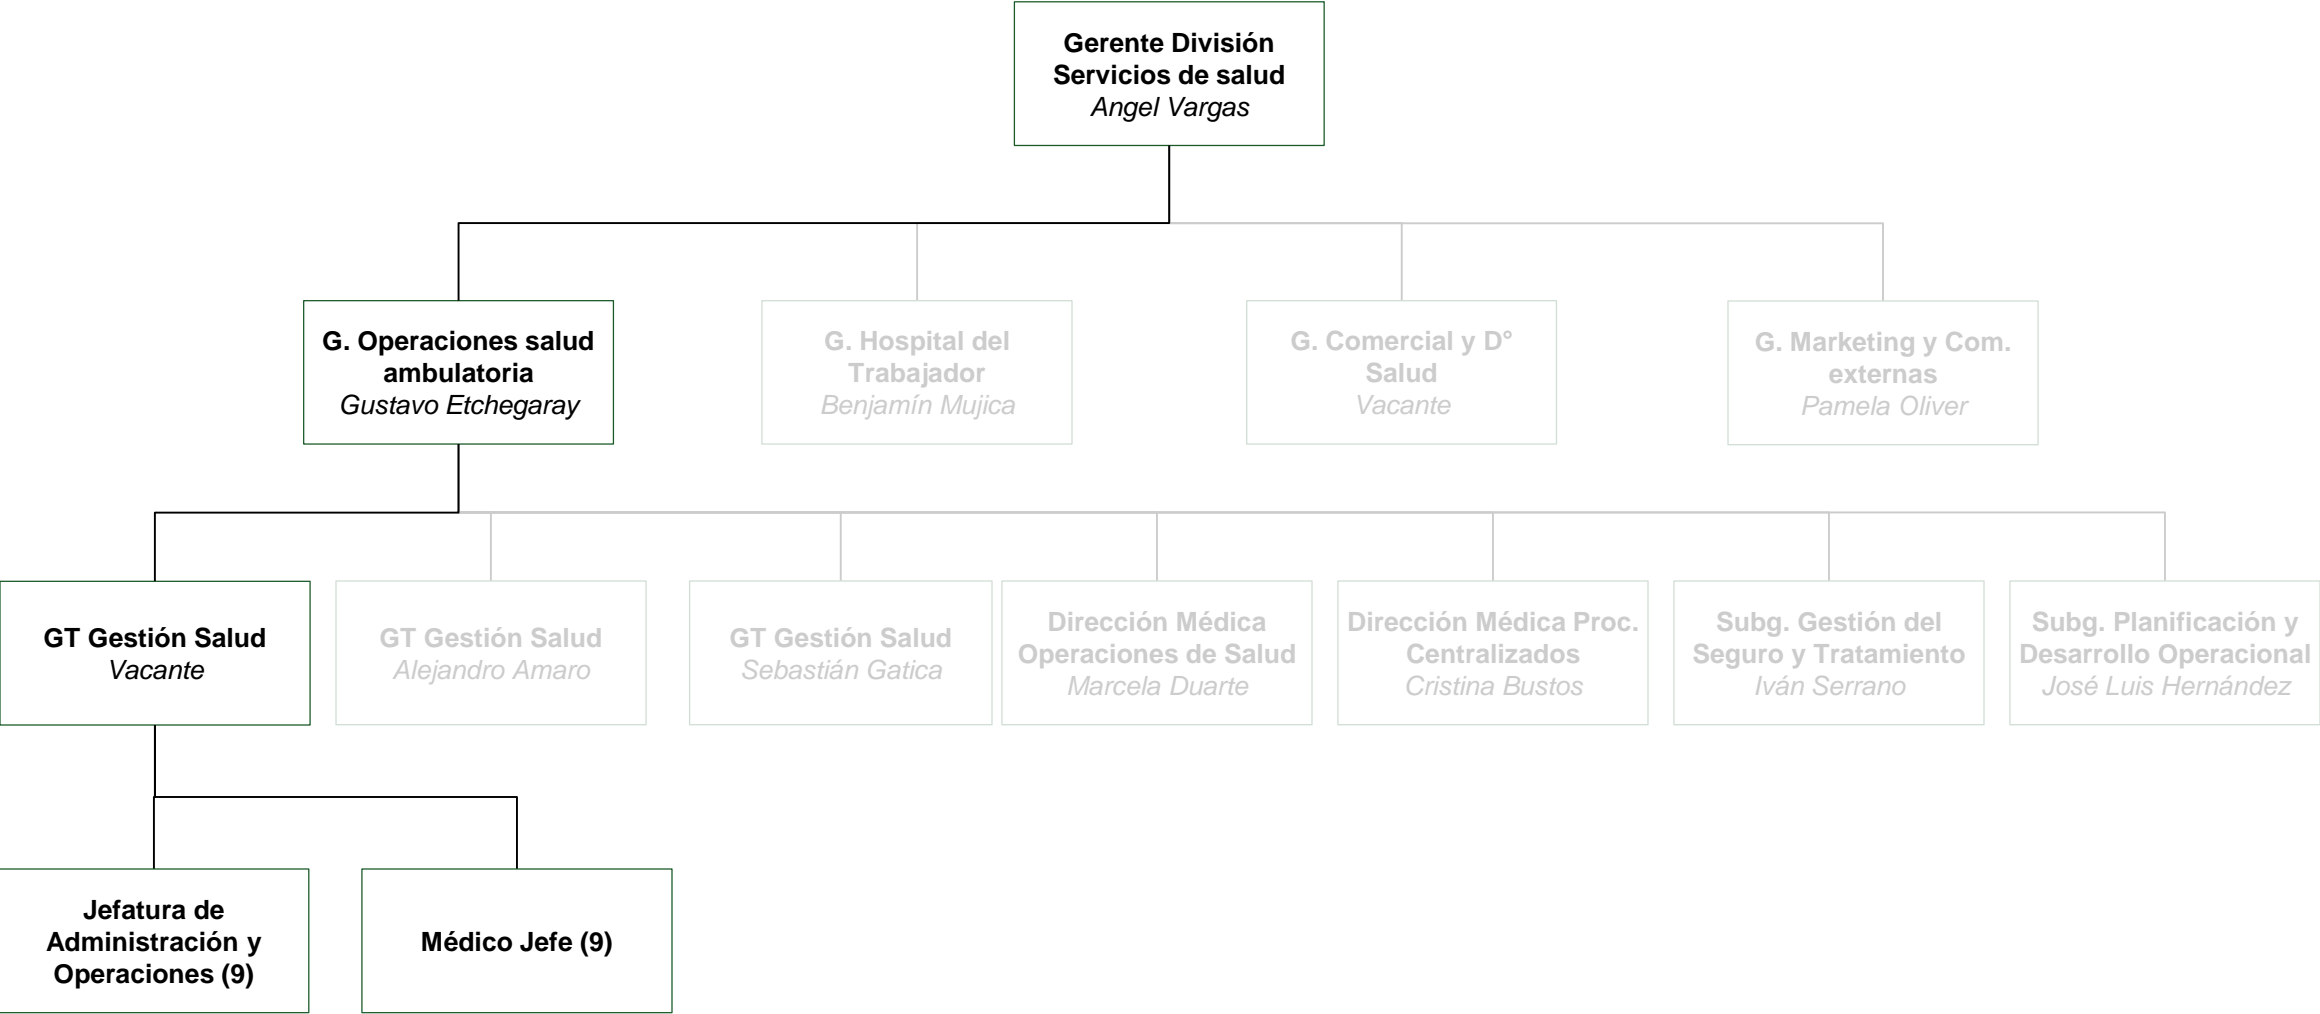 Gerente División
Servicios de salud
Angel Vargas
G. Operaciones salud
ambulatoria
Gustavo Etchegaray
G. Hospital del
Trabajador
Benjamín Mujica
G. Comercial y D°
Salud
Vacante
G. Marketing y Com.
externas
Pamela Oliver
GT Gestión Salud
Vacante
GT Gestión Salud
Alejandro Amaro
GT Gestión Salud
Sebastián Gatica
Dirección Médica
Operaciones de Salud
Marcela Duarte
Dirección Médica Proc.
Centralizados
Cristina Bustos
Subg. Gestión del
Seguro y Tratamiento
Iván Serrano
Subg. Planificación y
Desarrollo Operacional
José Luis Hernández
Jefatura de
Administración y
Operaciones (9)
Médico Jefe (9)